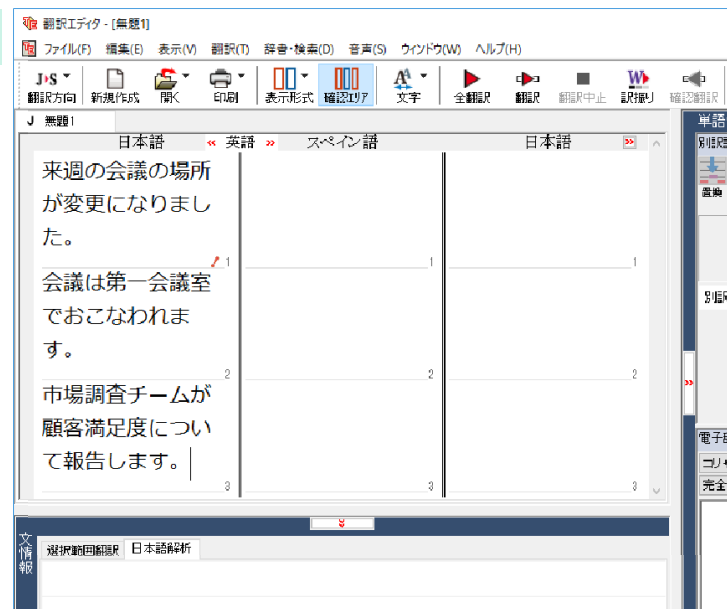 翻訳エディタ - [無題1]
ファイル(F) 編集(E) 表示(V) 翻訳(T) 辞書・検索(D) 音声(S) ウィンドウ(W) ヘルプ(H)
J▸S
翻訳方向 新規作成 開く 印刷 表示形式 確認エリア 文字 全翻訳 翻訳 翻訳中止 訳振り 確認翻訳
J 無題1
単語
日本語 « 英語 » スペイン語 日本語 »
置換
来週の会議の場所
が変更になりまし
た。
1 1 1
会議は第一会議室
でおこなわれま
す。
2 2 2
市場調査チームが
顧客満足度につい
て報告します。
3 3 3
完全
文情報
選択範囲翻訳 日本語解析